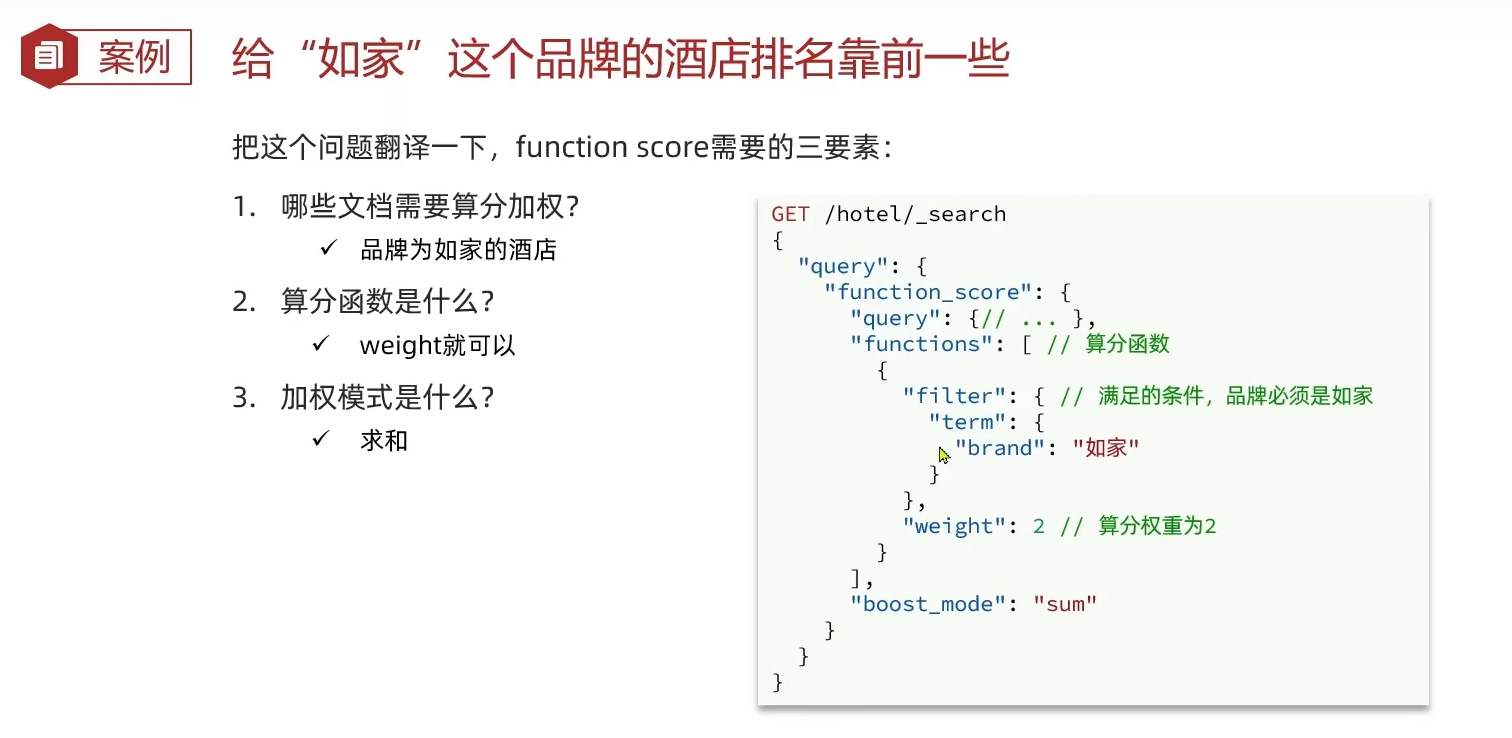 案例
给“如家”这个品牌的酒店排名靠前一些
把这个问题翻译一下，function score需要的三要素：
1. 哪些文档需要算分加权？
✓ 品牌为如家的酒店
2. 算分函数是什么？
✓ weight就可以
3. 加权模式是什么？
✓ 求和
GET /hotel/_search
{
  "query": {
    "function_score": {
      "query": {// ... },
      "functions": [ // 算分函数
        {
          "filter": { // 满足的条件，品牌必须是如家
            "term": {
              "brand": "如家"
            }
          },
          "weight": 2 // 算分权重为2
        }
      ],
      "boost_mode": "sum"
    }
  }
}